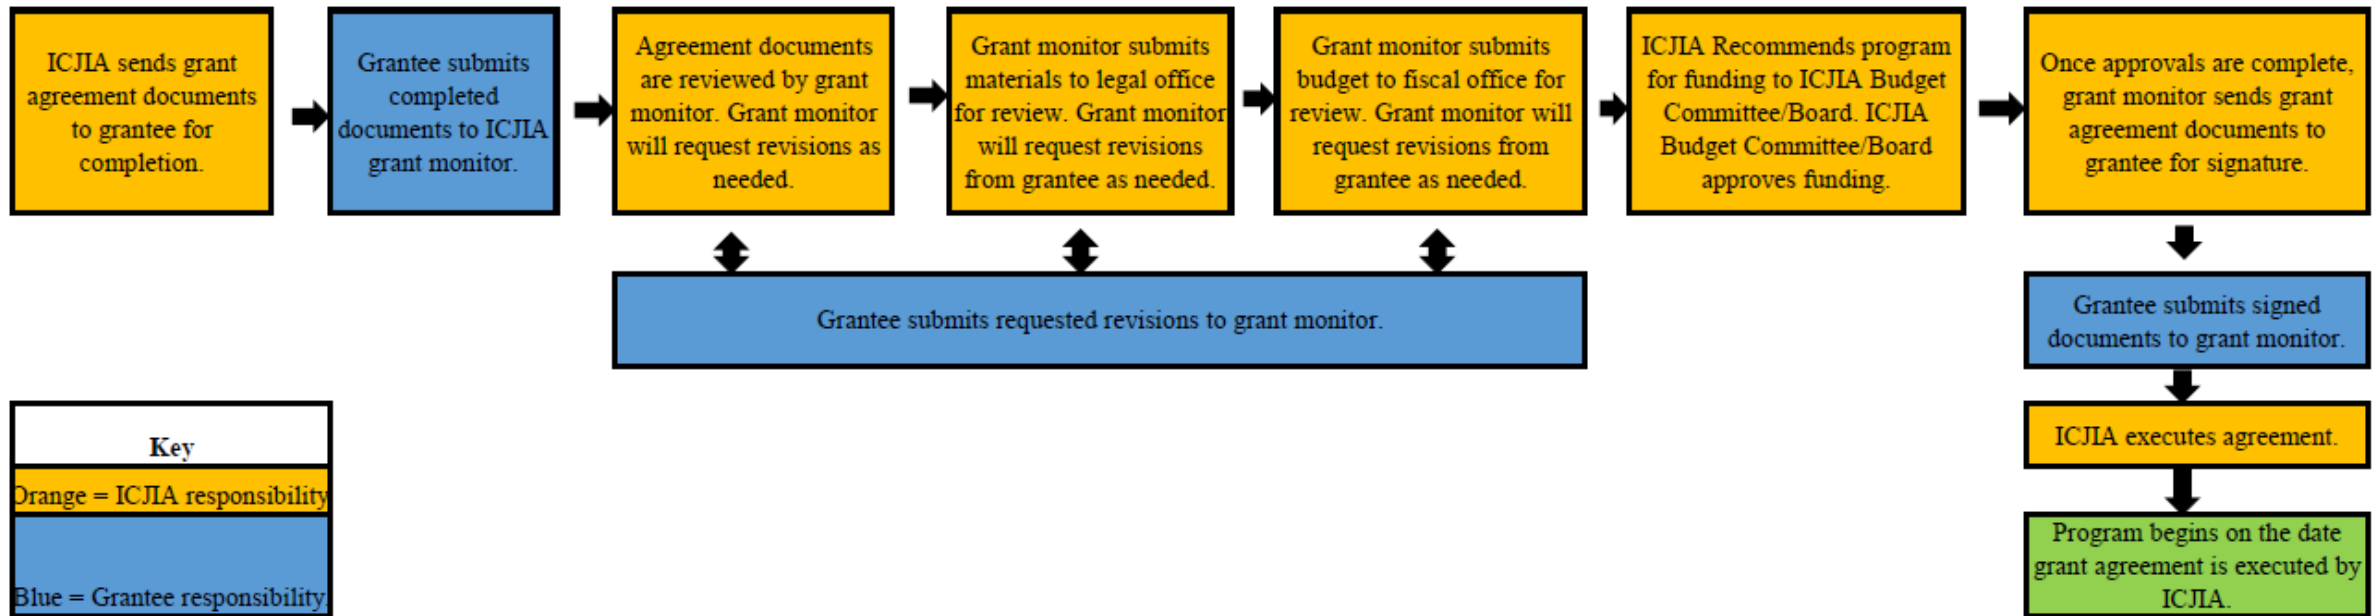 ICJIA sends grant
agreement documents
to grantee for
completion.
Grantee submits
completed
documents to ICJIA
grant monitor.
Agreement documents
are reviewed by grant
monitor. Grant monitor
will request revisions as
needed.
Grant monitor submits
materials to legal office
for review. Grant monitor
will request revisions
from grantee as needed.
Grant monitor submits
budget to fiscal office for
review. Grant monitor will
request revisions from
grantee as needed.
ICJIA Recommends program
for funding to ICJIA Budget
Committee/Board. ICJIA
Budget Committee/Board
approves funding.
Once approvals are complete,
grant monitor sends grant
agreement documents to
grantee for signature.
Grantee submits requested revisions to grant monitor.
Grantee submits signed
documents to grant monitor.
ICJIA executes agreement.
Program begins on the date
grant agreement is executed by
ICJIA.
Key
Orange = ICJIA responsibility
Blue = Grantee responsibility.